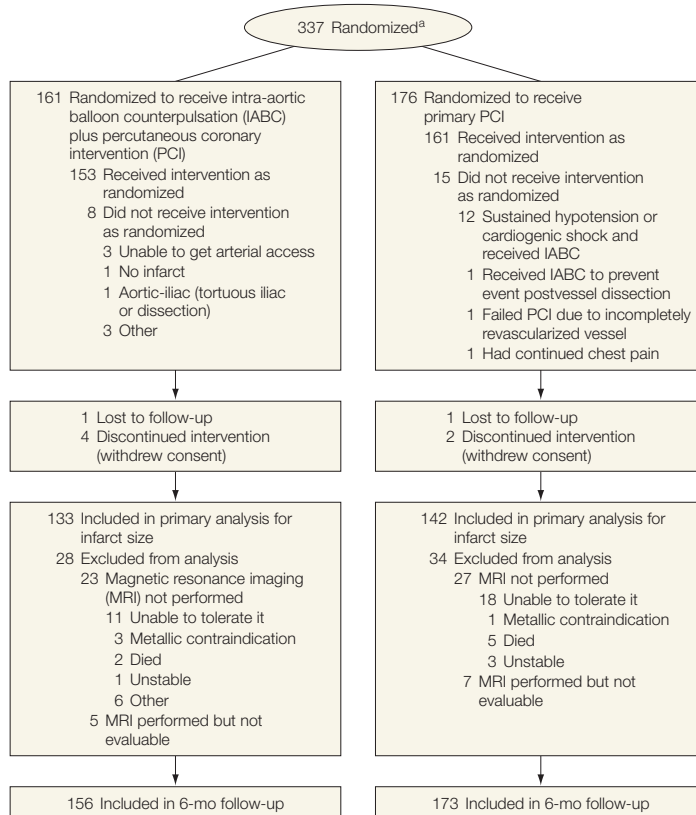 337 Randomizedᵃ
161 Randomized to receive intra-aortic
balloon counterpulsation (IABC)
plus percutaneous coronary
intervention (PCI)
153 Received intervention as
randomized
8 Did not receive intervention
as randomized
3 Unable to get arterial access
1 No infarct
1 Aortic-iliac (tortuous iliac
or dissection)
3 Other
176 Randomized to receive
primary PCI
161 Received intervention as
randomized
15 Did not receive intervention
as randomized
12 Sustained hypotension or
cardiogenic shock and
received IABC
1 Received IABC to prevent
event postvessel dissection
1 Failed PCI due to incompletely
revascularized vessel
1 Had continued chest pain
1 Lost to follow-up
4 Discontinued intervention
(withdrew consent)
1 Lost to follow-up
2 Discontinued intervention
(withdrew consent)
133 Included in primary analysis for
infarct size
28 Excluded from analysis
23 Magnetic resonance imaging
(MRI) not performed
11 Unable to tolerate it
3 Metallic contraindication
2 Died
1 Unstable
6 Other
5 MRI performed but not
evaluable
142 Included in primary analysis for
infarct size
34 Excluded from analysis
27 MRI not performed
18 Unable to tolerate it
1 Metallic contraindication
5 Died
3 Unstable
7 MRI performed but not
evaluable
156 Included in 6-mo follow-up
173 Included in 6-mo follow-up